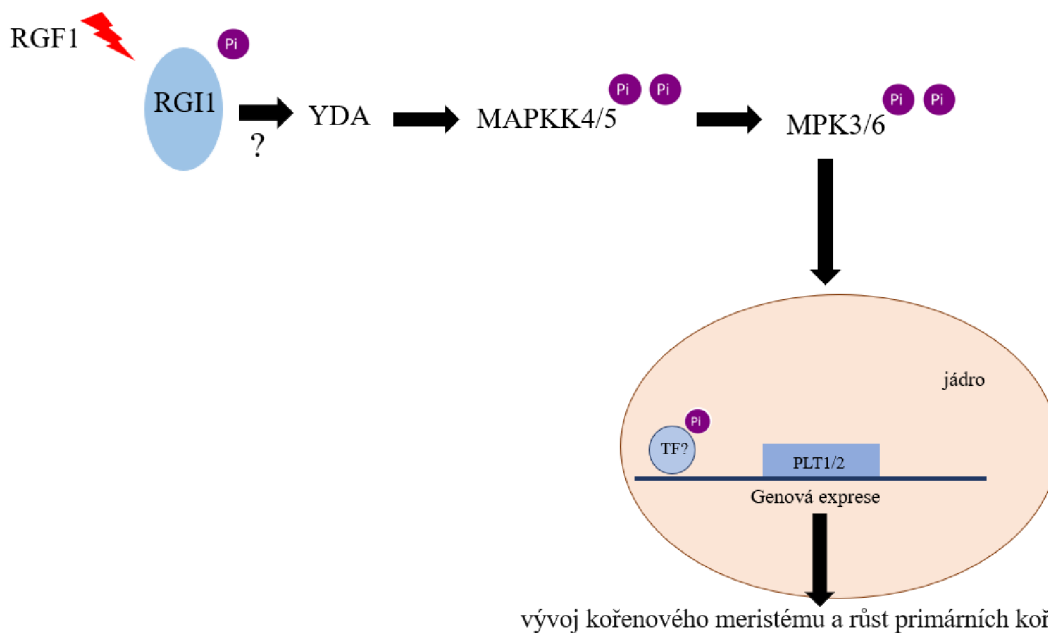 RGF1
Pi
RGI1
?
YDA
MAPKK4/5
Pi Pi
MPK3/6
Pi Pi
jádro
Pi
TF?
PLT1/2
Genová exprese
vývoj kořenového meristému a růst primárních koř